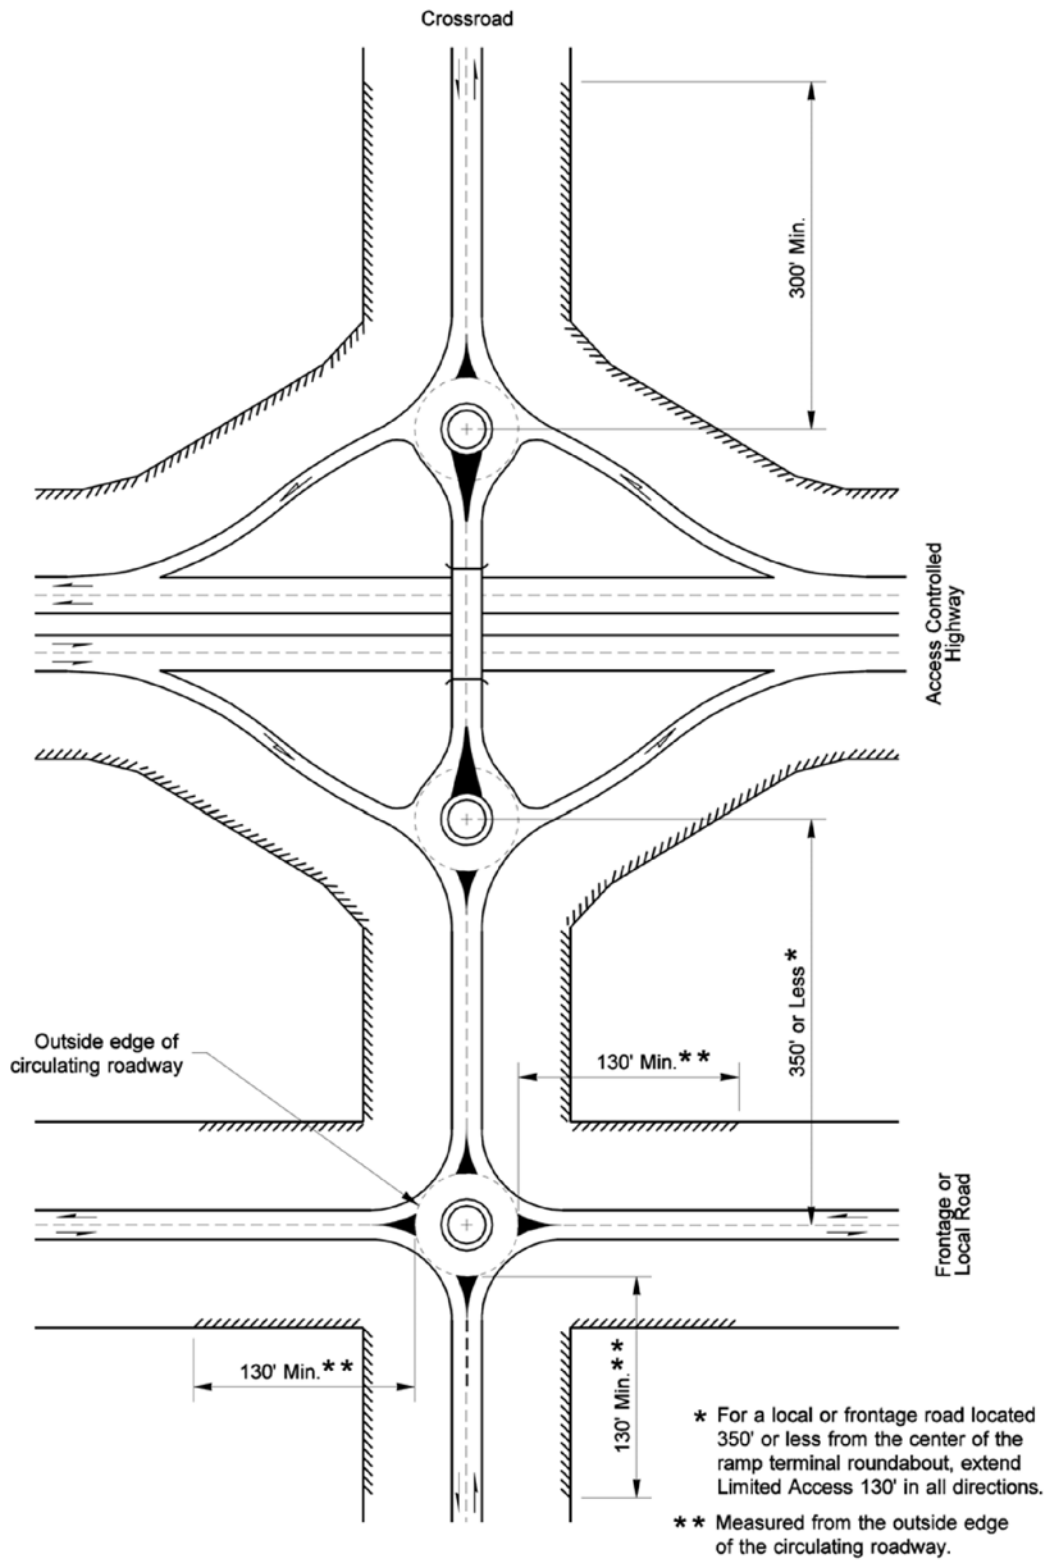 Crossroad
300' Min.
Access Controlled
Highway
350' or Less *
Outside edge of
circulating roadway
130' Min.**
Frontage or
Local Road
130' Min.**
130' Min.**
* For a local or frontage road located
350' or less from the center of the
ramp terminal roundabout, extend
Limited Access 130' in all directions.
** Measured from the outside edge
of the circulating roadway.